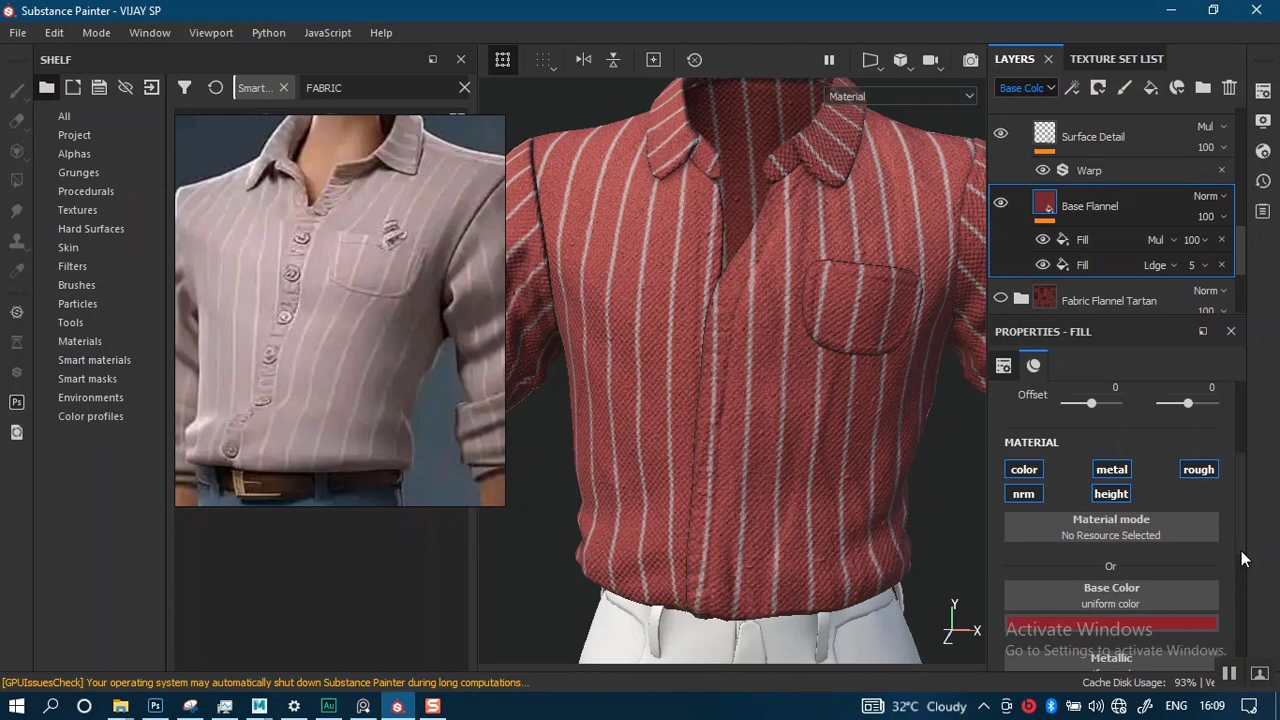 Substance Painter - VIJAY SP
File Edit Mode Window Viewport Python JavaScript Help
SHELF
Smart... FABRIC
All
Project
Alphas
Grunges
Procedurals
Textures
Hard Surfaces
Skin
Filters
Brushes
Particles
Tools
Materials
Smart materials
Smart masks
Environments
Color profiles
Material
Y
X
Z
LAYERS TEXTURE SET LIST
Base Colo
Surface Detail Mul
100
Warp
Norm
Base Flannel
100
Fill Mul 100
Fill Ldge 5
Norm
Fabric Flannel Tartan
100
PROPERTIES - FILL
0 0
Offset
MATERIAL
color metal rough
nrm height
Material mode
No Resource Selected
Or
Base Color
uniform color
Activate Windows
Go to Settings to activate Windows.
Metallic
[GPUIssuesCheck] Your operating system may automatically shut down Substance Painter during long computations...
Cache Disk Usage: 93% | Ve
Ps Au S 32°C Cloudy ENG 16:09